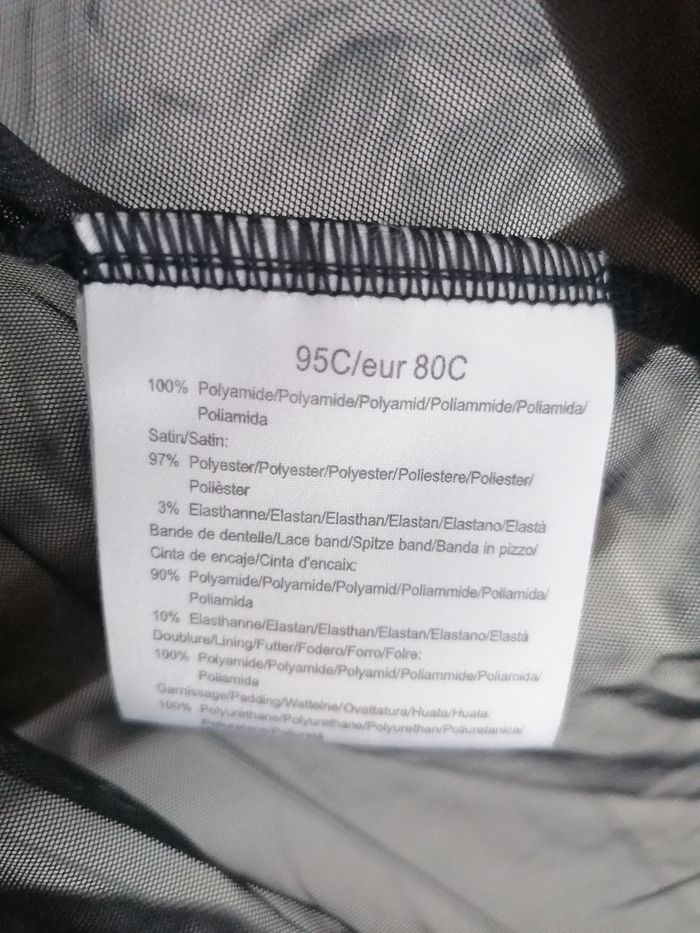 95C/eur 80C
100% Polyamide/Polyamide/Polyamid/Poliammide/Poliamida/
Poliamida
Satin/Satin:
97% Polyester/Polyester/Polyester/Poliestere/Poliester/
Polièster
3% Elasthanne/Elastan/Elasthan/Elastan/Elastano/Elastà
Bande de dentelle/Lace band/Spitze band/Banda in pizzo/
Cinta de encaje/Cinta d'encaix:
90% Polyamide/Polyamide/Polyamid/Poliammide/Poliamida/
Poliamida
10% Elasthanne/Elastan/Elasthan/Elastan/Elastano/Elastà
Doublure/Lining/Futter/Fodero/Forro/Folre:
100% Polyamide/Polyamide/Polyamid/Poliammide/Poliamida/
Poliamida
Garnissage/Padding/Watteine/Ovattatura/Huata/Huata:
100% Polyuréthane/Polyurethane/Polyurethan/Poliuretanica/
Poliuretano/Poliuretà